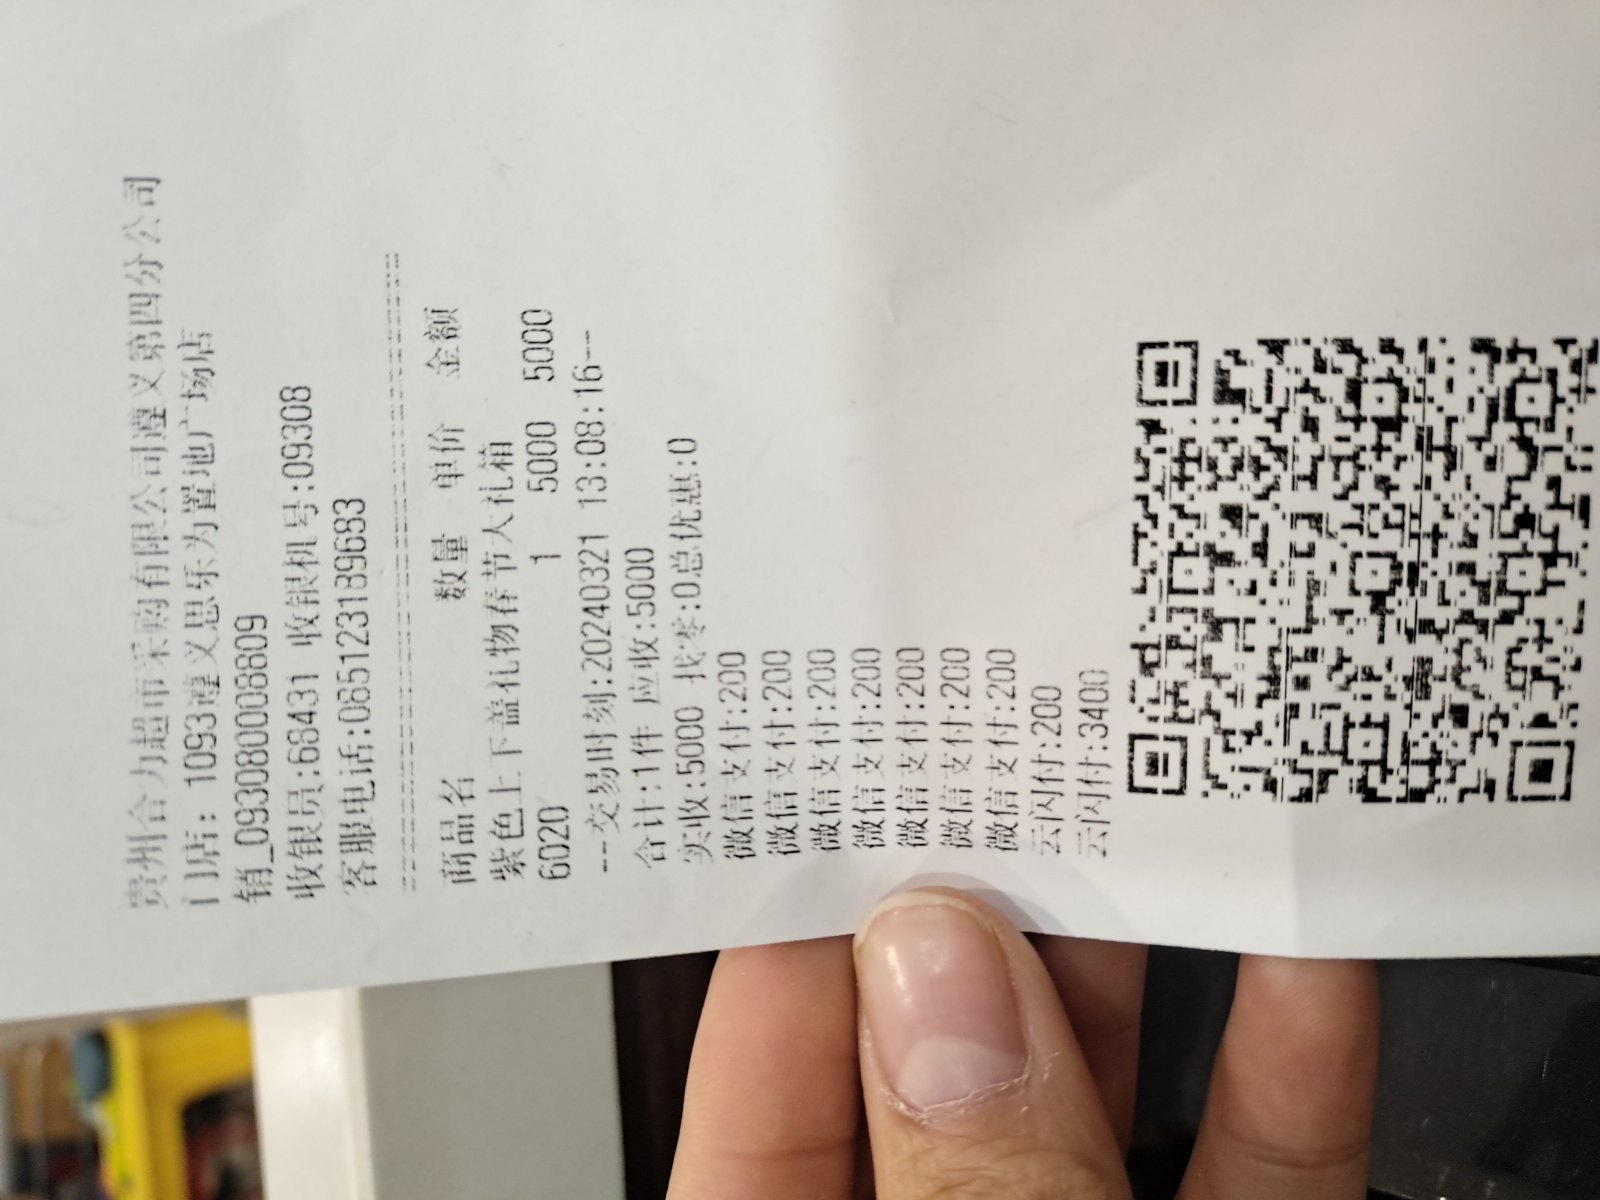 贵州合力超市采购有限公司遵义第四分公司
门店: 1093遵义思乐为置地广场店
销_093080008809
收银员:68431 收银机号:09308
客服电话:085123189683
商品名 数量 单价 金额
紫色上下盖礼物春节大礼箱
6020 1 5000 5000
--交易时刻:20240321 13:08:16--
合计:1件 应收:5000
实收:5000 找零:0总优惠:0
微信支付:200
微信支付:200
微信支付:200
微信支付:200
微信支付:200
微信支付:200
微信支付:200
云闪付:200
云闪付:3400